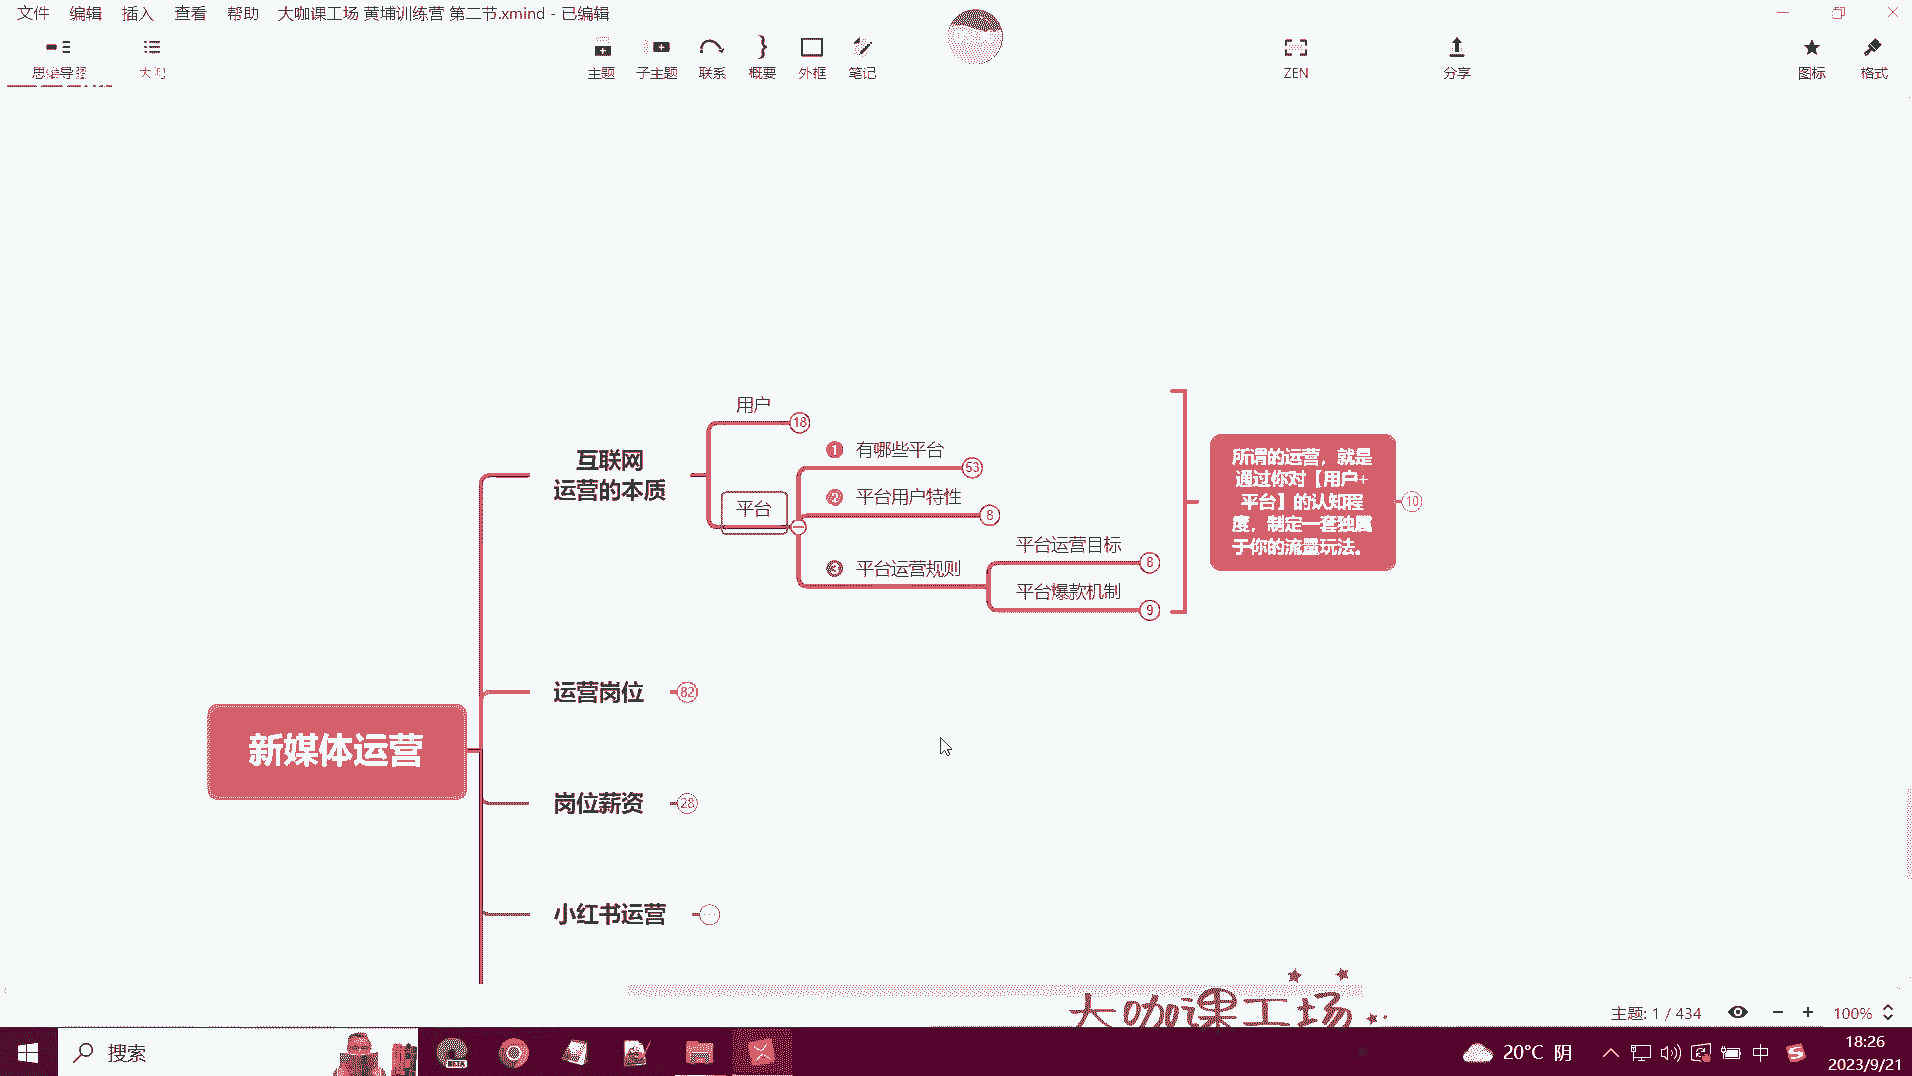 文件 编辑 插入 查看 帮助 大咖课工场 黄埔训练营 第二节.xmind - 已编辑
思维导图 大纲 主题 子主题 联系 概要 外框 笔记 ZEN 分享 图标 格式
用户
18
1 有哪些平台
53
互联网
运营的本质
2 平台用户特性
8
平台
3 平台运营规则
平台运营目标
8
平台爆款机制
9
所谓的运营，就是
通过你对【用户+
平台】的认知程
度，制定一套独属
于你的流量玩法。
10
运营岗位
82
新媒体运营
岗位薪资
28
小红书运营
大咖课工场
主题: 1 / 434
100%
搜索
20°C 阴
中
18:26
2023/9/21